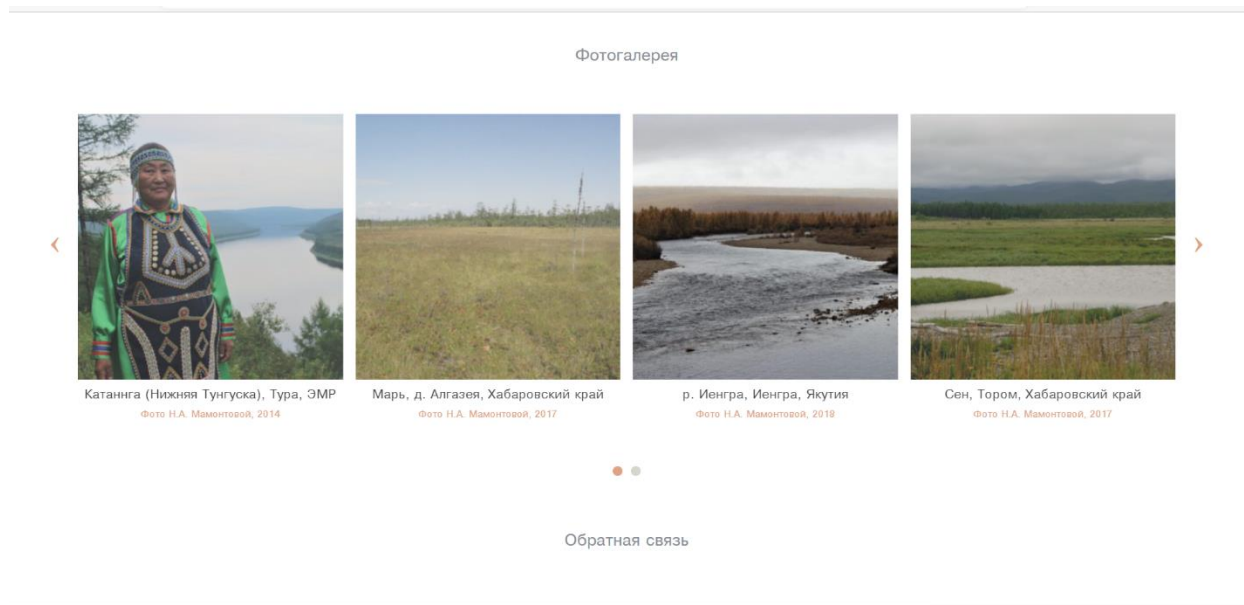 Фотогалерея
Катаннга (Нижняя Тунгуска), Тура, ЭМР
Фото Н.А. Мамонтовой, 2014
Марь, д. Алгазея, Хабаровский край
Фото Н.А. Мамонтовой, 2017
р. Иенгра, Иенгра, Якутия
Фото Н.А. Мамонтовой, 2018
Сен, Тором, Хабаровский край
Фото Н.А. Мамонтовой, 2017
Обратная связь